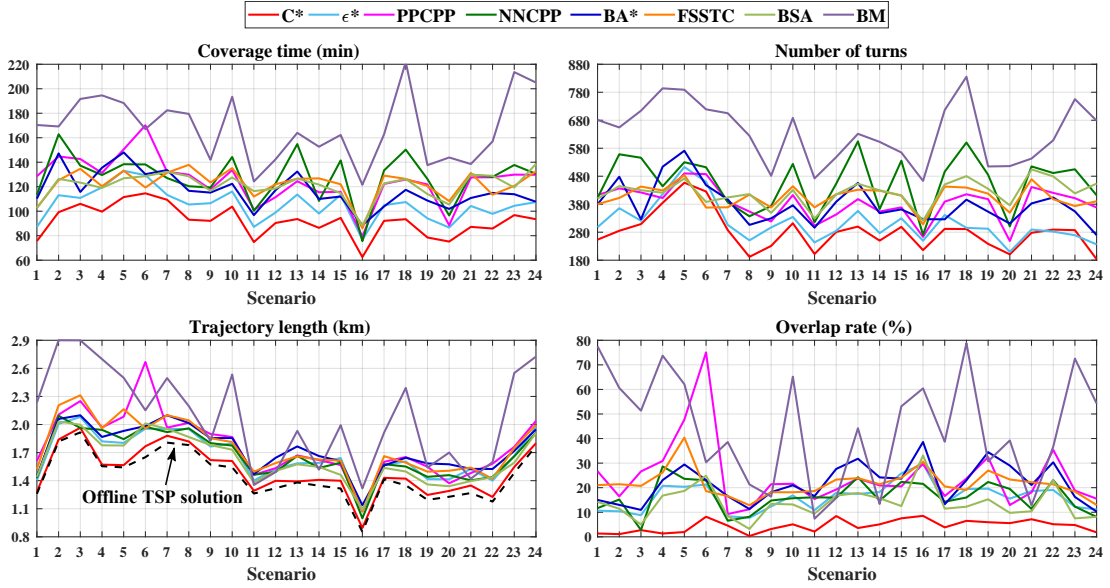 C* ϵ* PPCPP NNCPP BA* FSSTC BSA BM
Coverage time (min)
220
200
180
160
140
120
100
80
60
1 2 3 4 5 6 7 8 9 10 11 12 13 14 15 16 17 18 19 20 21 22 23 24
Scenario
Number of turns
880
780
680
580
480
380
280
180
1 2 3 4 5 6 7 8 9 10 11 12 13 14 15 16 17 18 19 20 21 22 23 24
Scenario
Trajectory length (km)
2.9
2.6
2.3
2.0
1.7
1.4
1.1
0.8
Offline TSP solution
1 2 3 4 5 6 7 8 9 10 11 12 13 14 15 16 17 18 19 20 21 22 23 24
Scenario
Overlap rate (%)
80
70
60
50
40
30
20
10
0
1 2 3 4 5 6 7 8 9 10 11 12 13 14 15 16 17 18 19 20 21 22 23 24
Scenario